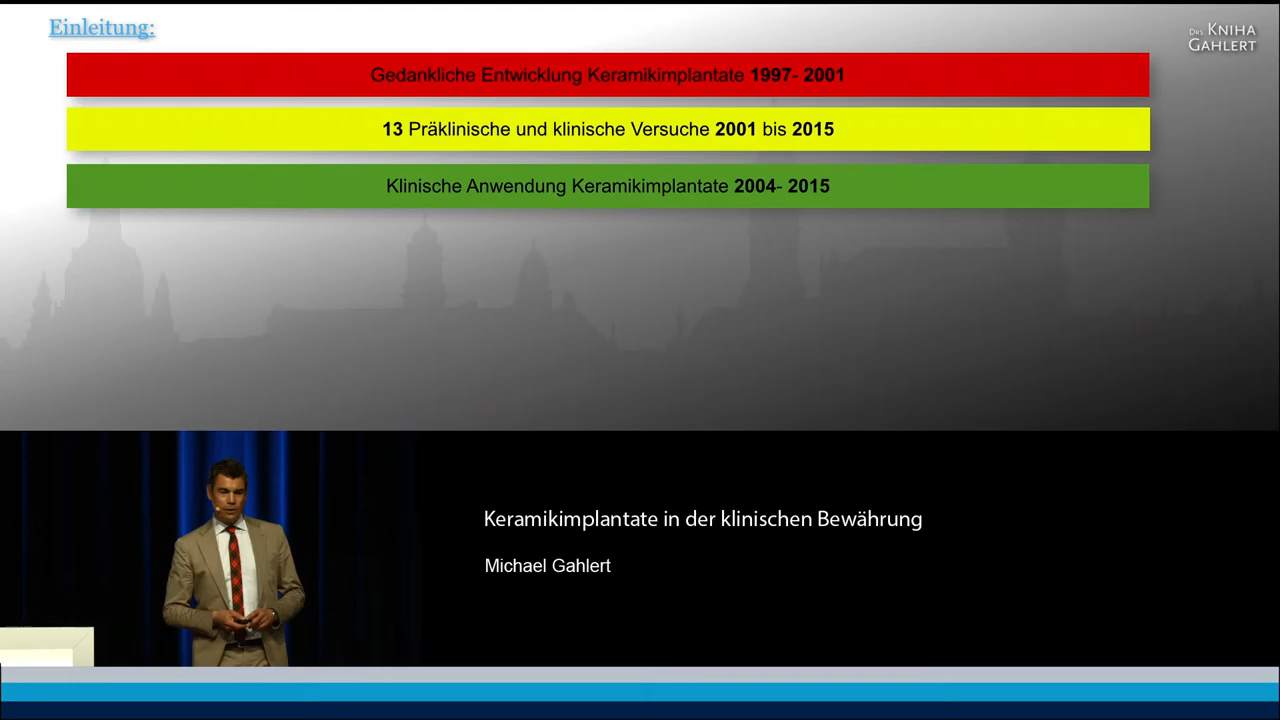 Einleitung:
DRS. KNIHA
GAHLERT
Gedankliche Entwicklung Keramikimplantate 1997- 2001
13 Präklinische und klinische Versuche 2001 bis 2015
Klinische Anwendung Keramikimplantate 2004- 2015
Keramikimplantate in der klinischen Bewährung
Michael Gahlert